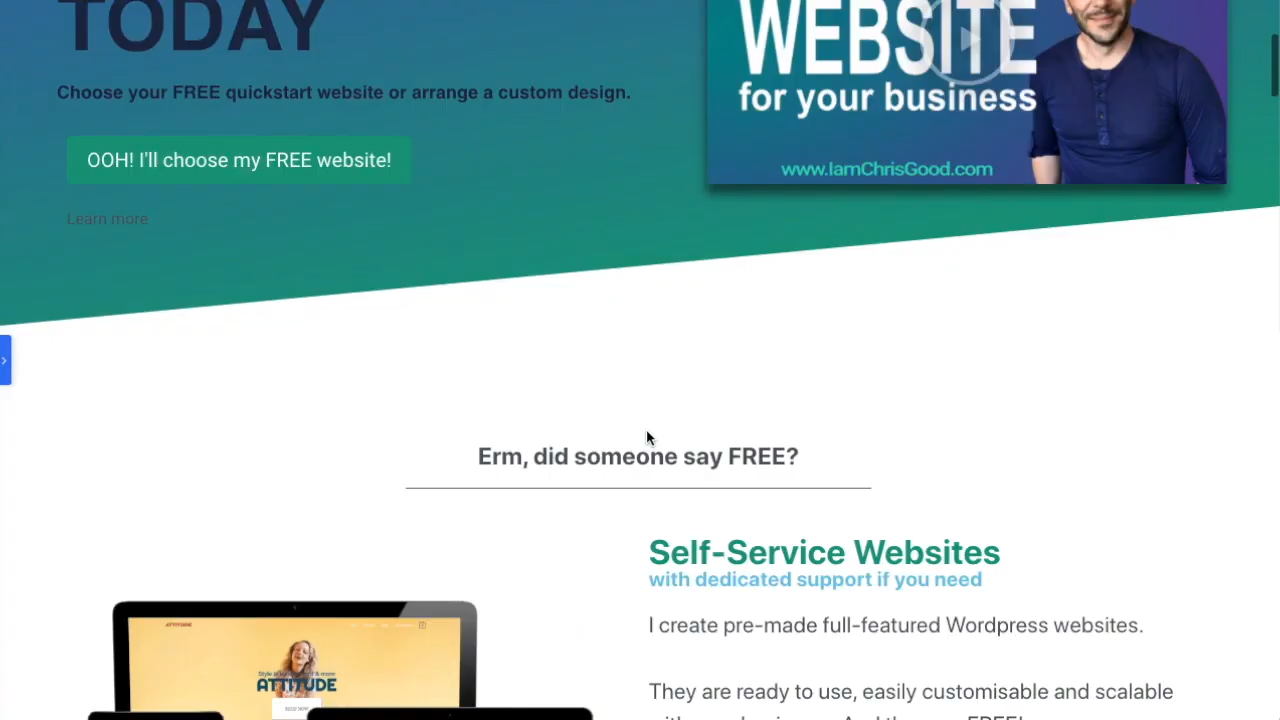 TODAY
Choose your FREE quickstart website or arrange a custom design.
OOH! I'll choose my FREE website!
Learn more
WEBSITE
for your business
www.IamChrisGood.com
Erm, did someone say FREE?
Self-Service Websites
with dedicated support if you need
I create pre-made full-featured Wordpress websites.
They are ready to use, easily customisable and scalable
ATTITUDE
ATTITUDE